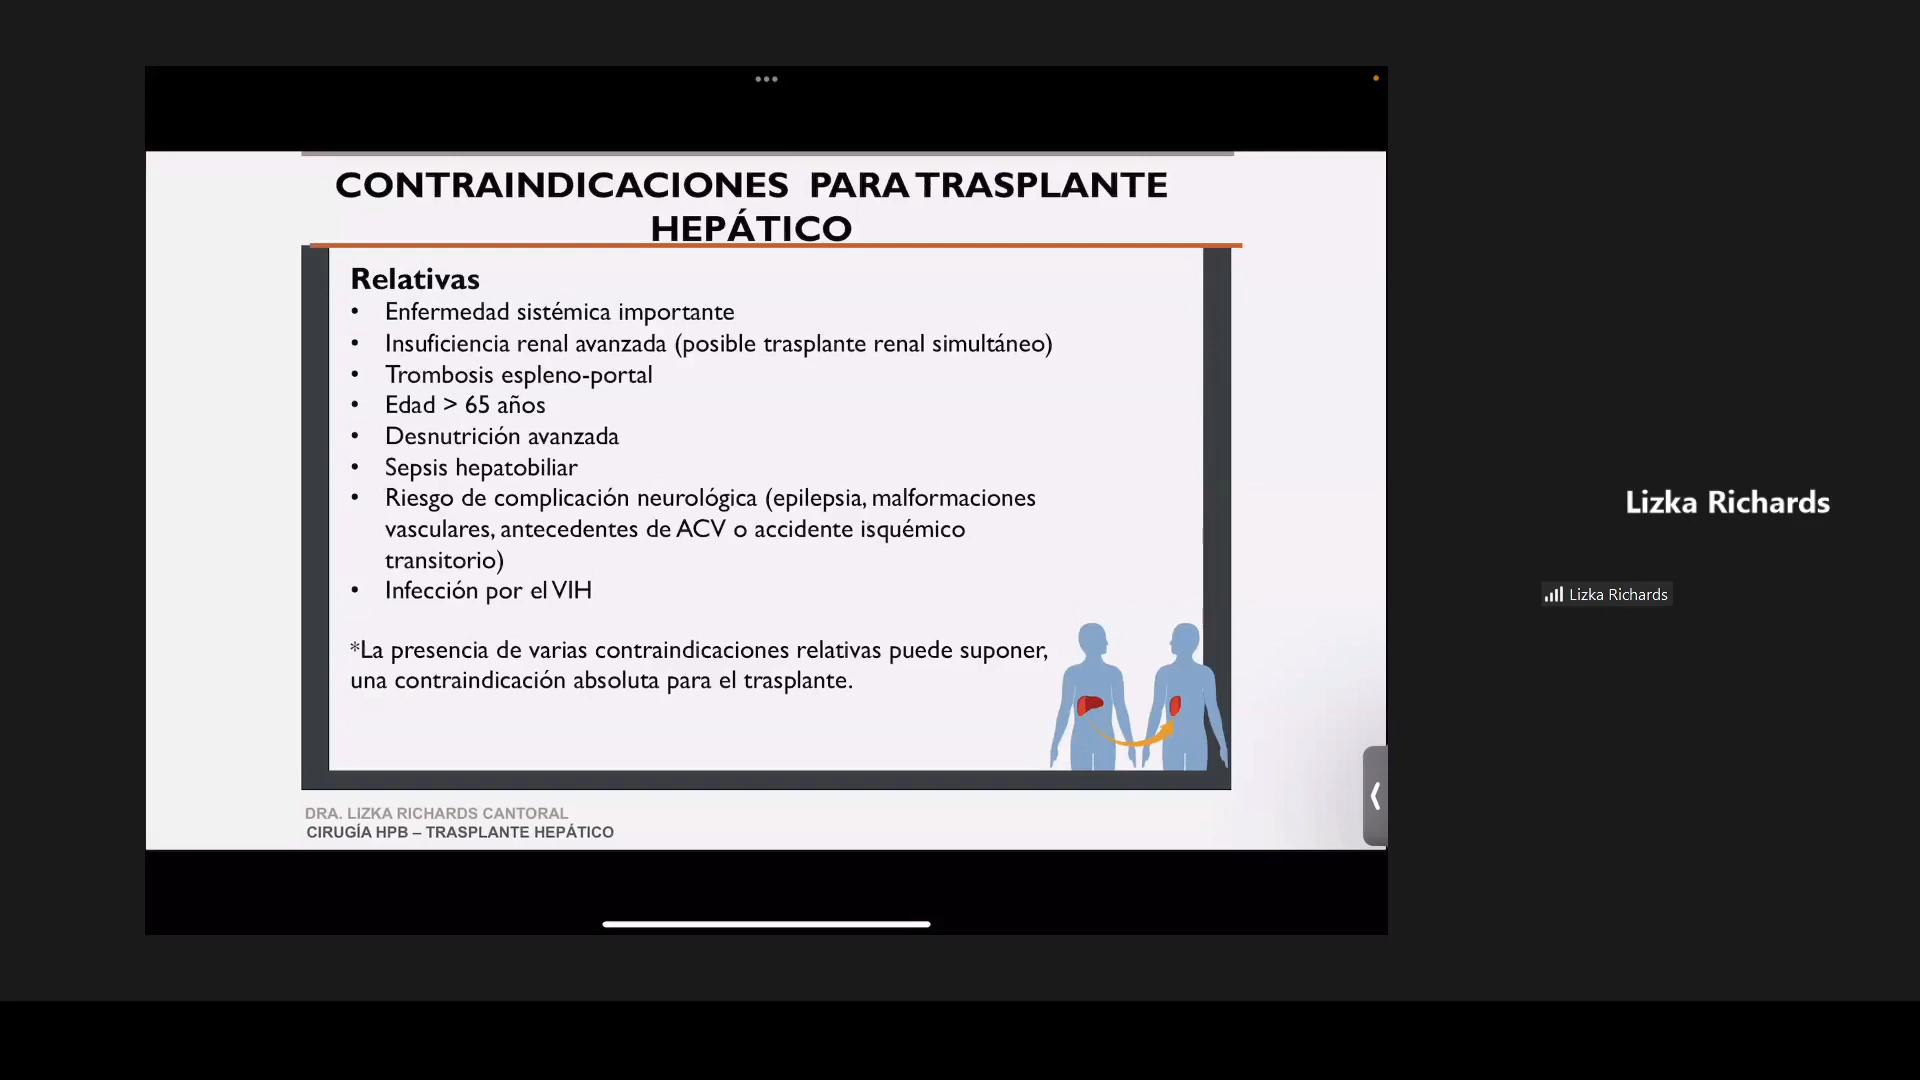 CONTRAINDICACIONES PARA TRASPLANTE
HEPÁTICO
Relativas
• Enfermedad sistémica importante
• Insuficiencia renal avanzada (posible trasplante renal simultáneo)
• Trombosis espleno-portal
• Edad > 65 años
• Desnutrición avanzada
• Sepsis hepatobiliar
• Riesgo de complicación neurológica (epilepsia, malformaciones
vasculares, antecedentes de ACV o accidente isquémico
transitorio)
• Infección por el VIH
*La presencia de varias contraindicaciones relativas puede suponer,
una contraindicación absoluta para el trasplante.
DRA. LIZKA RICHARDS CANTORAL
CIRUGÍA HPB – TRASPLANTE HEPÁTICO
Lizka Richards
Lizka Richards